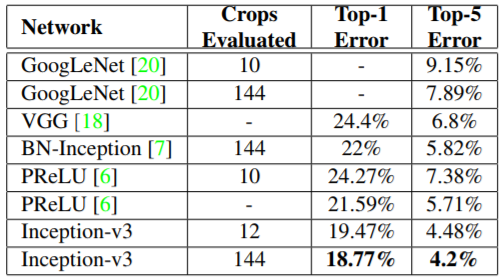 Network Crops Evaluated Top-1 Error Top-5 Error
GoogLeNet [20] 10 - 9.15%
GoogLeNet [20] 144 - 7.89%
VGG [18] - 24.4% 6.8%
BN-Inception [7] 144 22% 5.82%
PReLU [6] 10 24.27% 7.38%
PReLU [6] - 21.59% 5.71%
Inception-v3 12 19.47% 4.48%
Inception-v3 144 18.77% 4.2%